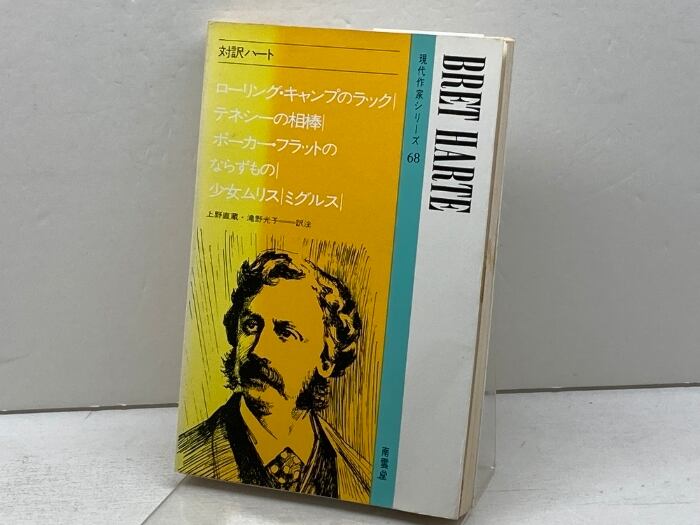 対訳ハート
ローリング・キャンプのラック|
テネシーの相棒|
ポーカー・フラットの
ならずもの|
少女ムリス|ミグルス|
上野直蔵・滝野光子——訳注
現代作家シリーズ 68
BRET HARTE
南雲堂